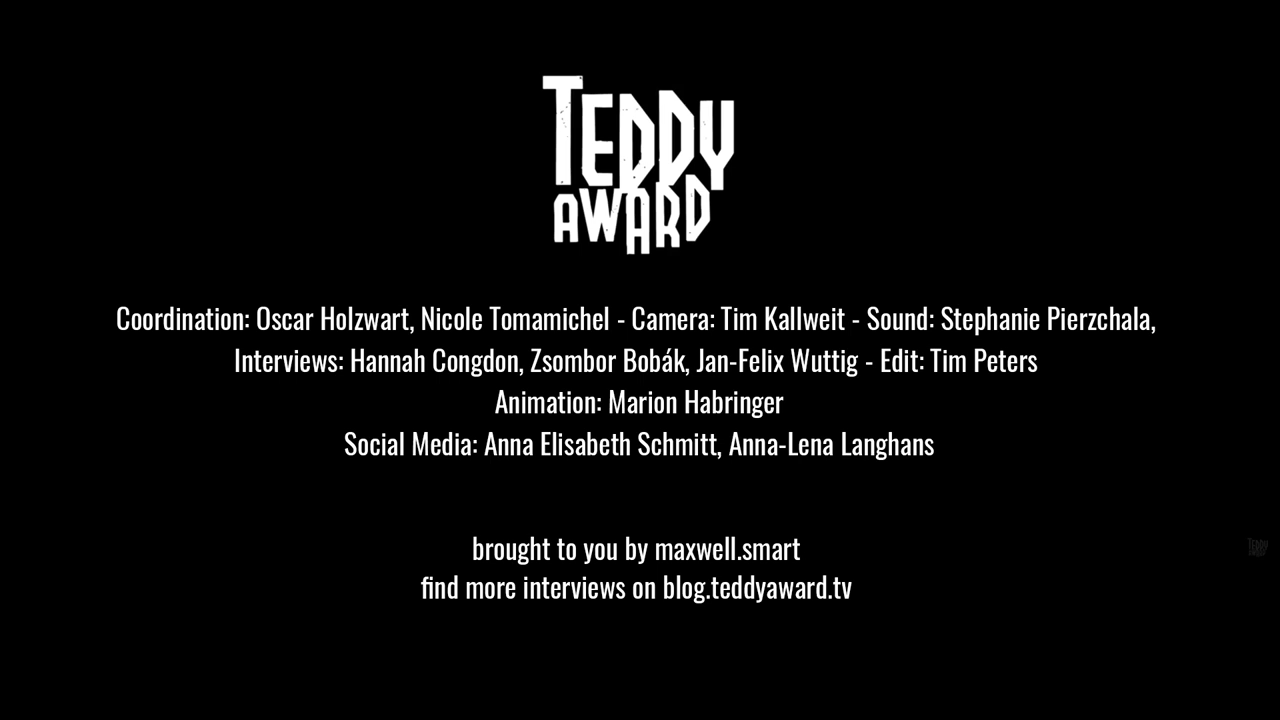 TEDDY
AWARD
Coordination: Oscar Holzwart, Nicole Tomamichel - Camera: Tim Kallweit - Sound: Stephanie Pierzchala,
Interviews: Hannah Congdon, Zsombor Bobák, Jan-Felix Wuttig - Edit: Tim Peters
Animation: Marion Habringer
Social Media: Anna Elisabeth Schmitt, Anna-Lena Langhans
brought to you by maxwell.smart
find more interviews on blog.teddyaward.tv
TEDDY